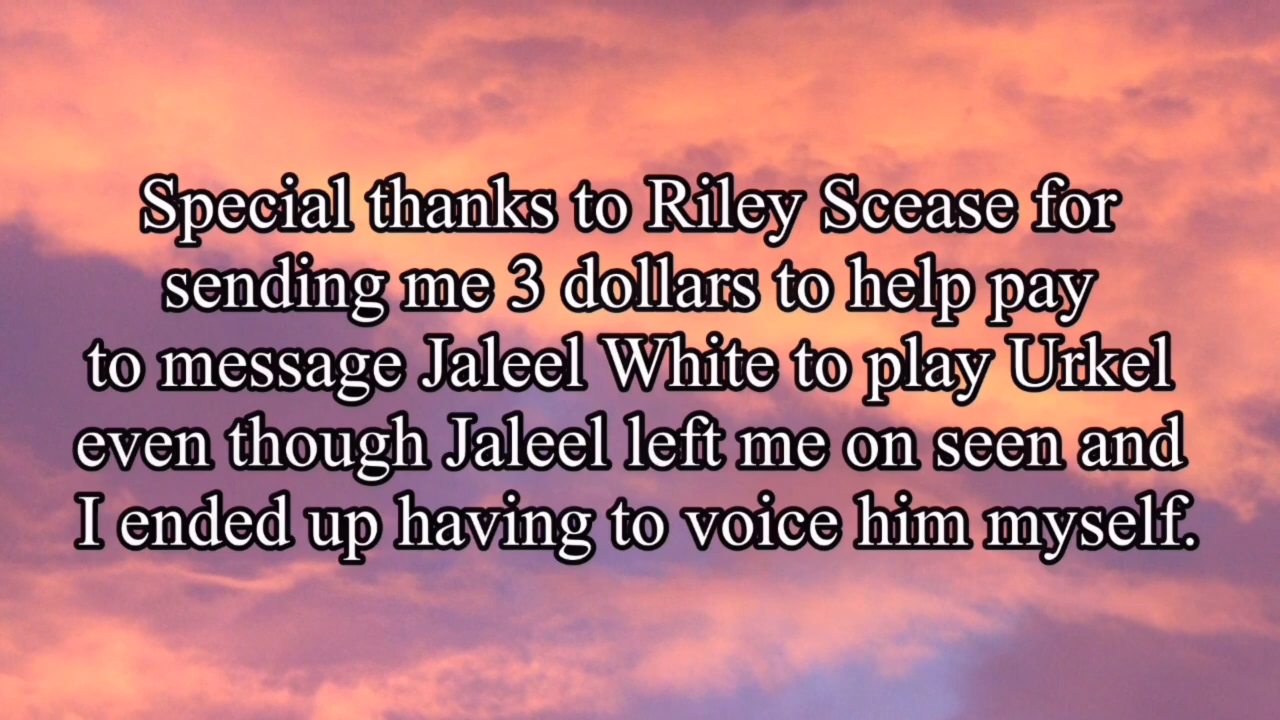 Special thanks to Riley Scease for
sending me 3 dollars to help pay
to message Jaleel White to play Urkel
even though Jaleel left me on seen and
I ended up having to voice him myself.